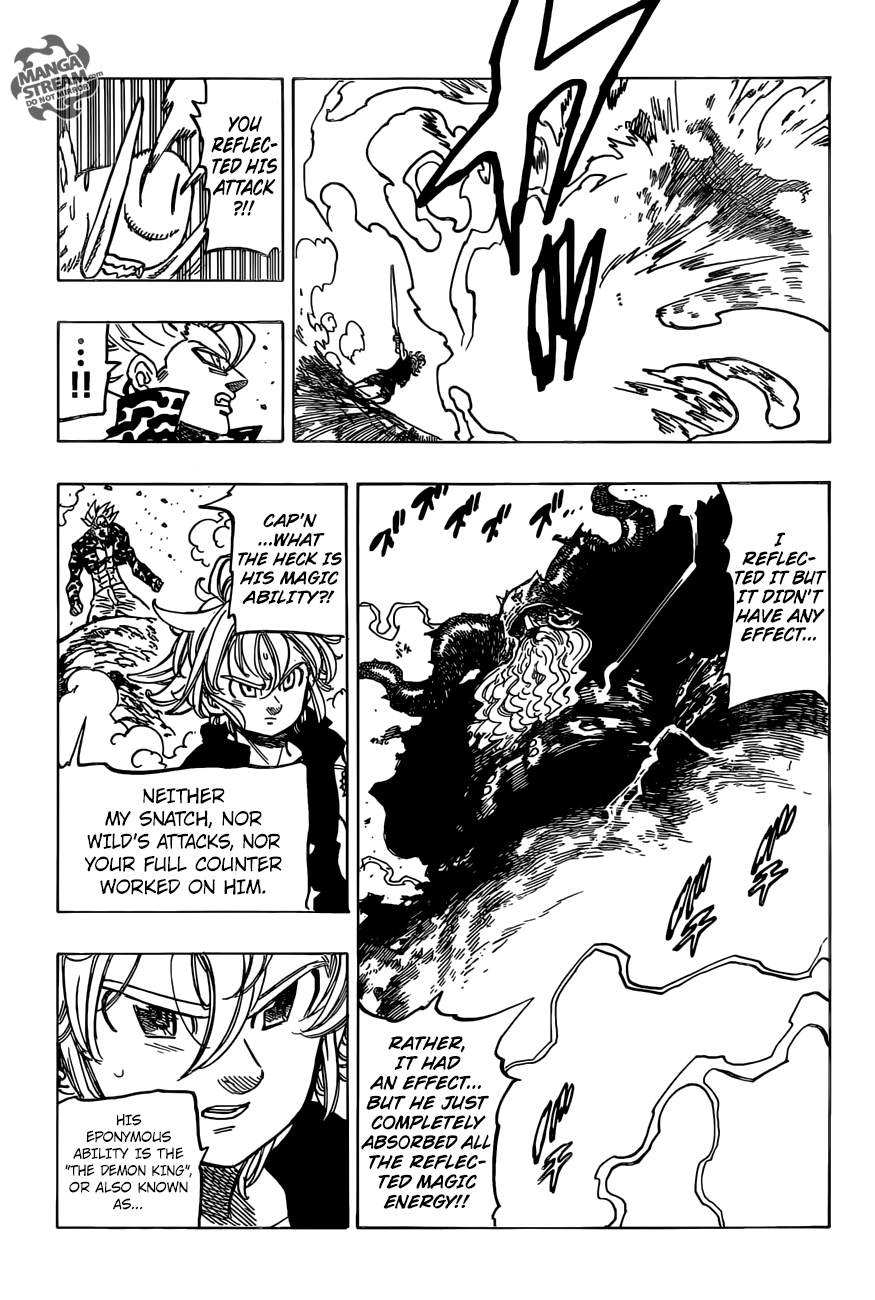 MANGA
STREAM.com
DO NOT MIRROR!
YOU
REFLEC-
TED HIS
ATTACK
?!!
...
!!
I
REFLEC-
TED IT BUT
IT DIDN'T
HAVE ANY
EFFECT...
RATHER,
IT HAD
AN EFFECT...
BUT HE JUST
COMPLETELY
ABSORBED ALL
THE REFLEC-
TED MAGIC
ENERGY!!
CAP'N
...WHAT
THE HECK IS
HIS MAGIC
ABILITY?!
NEITHER
MY SNATCH, NOR
WILD'S ATTACKS, NOR
YOUR FULL COUNTER
WORKED ON HIM.
HIS
EPONYMOUS
ABILITY IS THE
"THE DEMON KING",
OR ALSO KNOWN
AS...